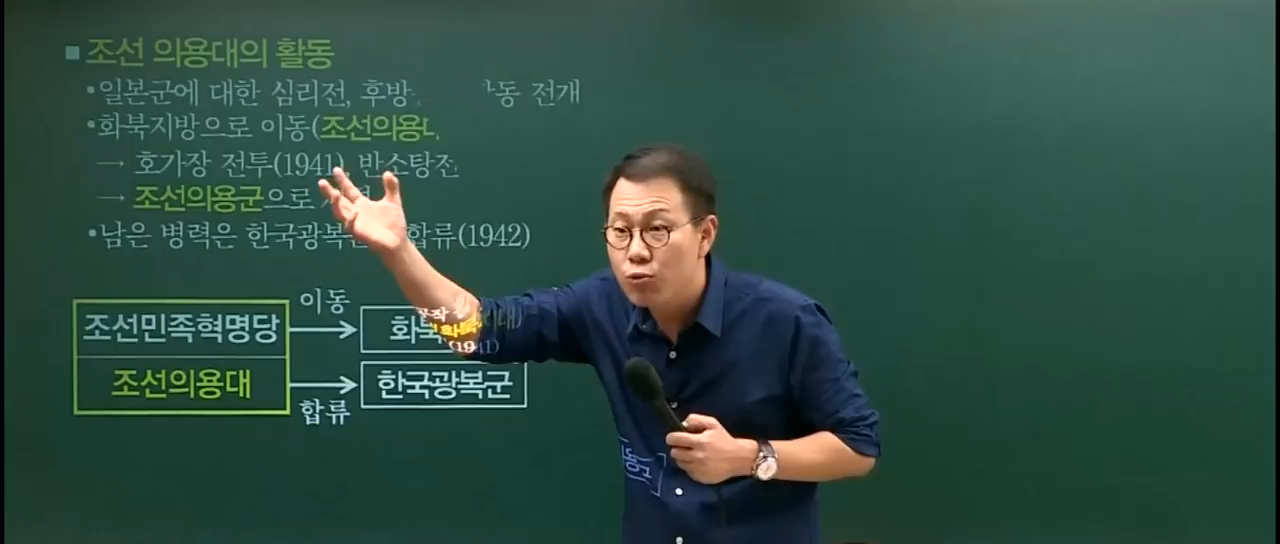 조선 의용대의 활동
•일본군에 대한 심리전, 후방 전개
•화북지방으로 이동(조선의용
→ 호가장 전투(1941), 반소탕전
→ 조선의용군으로
•남은 병력은 한국광복 합류(1942)
이동
조선민족혁명당
조선의용대
한국광복군
합류